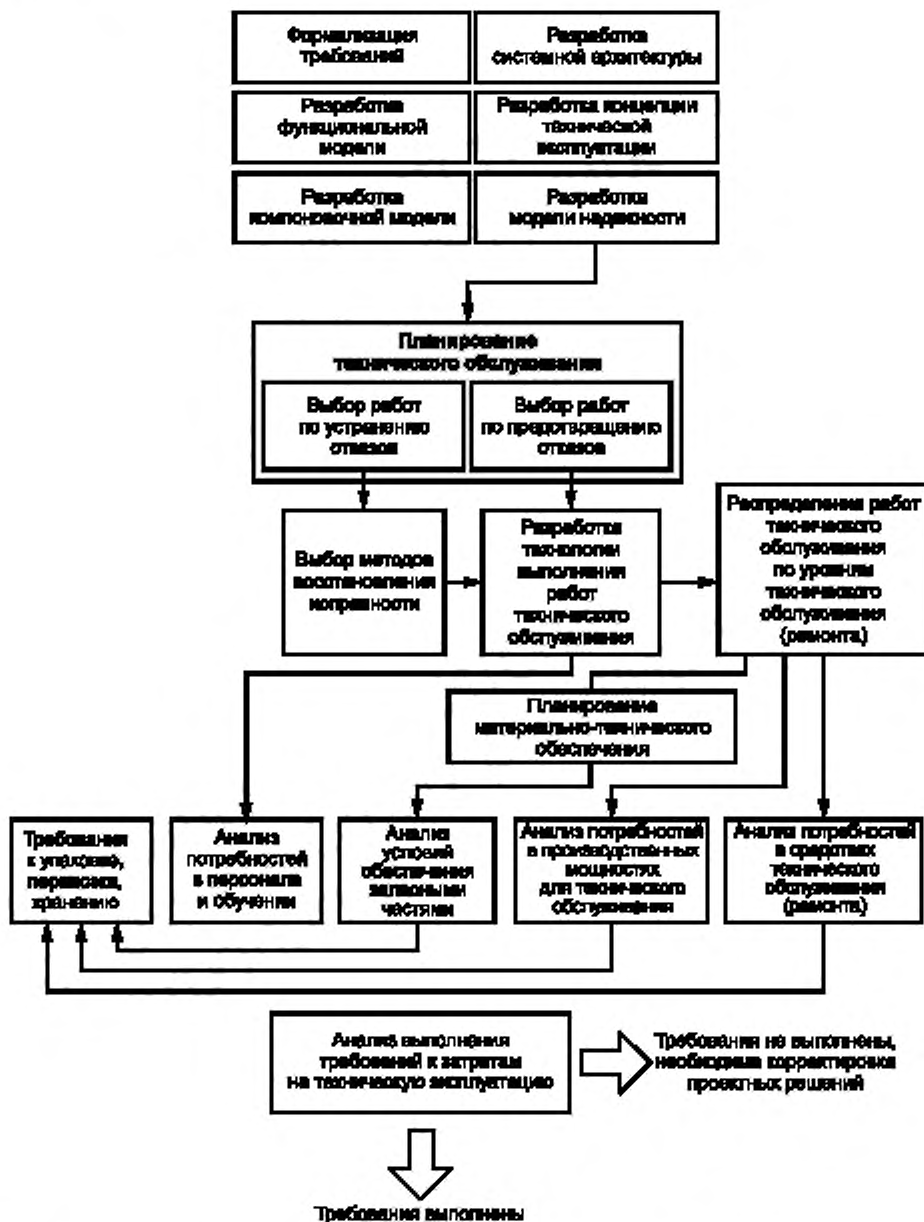 Формализация
требований
Разработка
системной архитектуры
Разработка
функциональной
модели
Разработка концепции
технической
эксплуатации
Разработка
компоновочной модели
Разработка
модели надежности
Планирование
технического обслуживания
Выбор работ
по устранению
отказов
Выбор работ
по предотвращению
отказов
Выбор методов
восстановления
исправности
Разработка
технологии
выполнения
работ
технического
обслуживания
Распределения работ
технического
обслуживания
по уровням
технического
обслуживания
(ремонта)
Планирование
материально-технического
обеспечения
Требования
к упаковке,
перевозке,
хранению
Анализ
потребностей
в персонале
и обучении
Анализ
условий
обеспечения
запасными
частями
Анализ потребностей
в производственных
мощностях
для технического
обслуживания
Анализ потребностей
в средствах
технического
обслуживания
(ремонта)
Анализ выполнения
требований к затратам
на техническую эксплуатацию
Требования не выполнены,
необходима корректировка
проектных решений
Требования выполнены